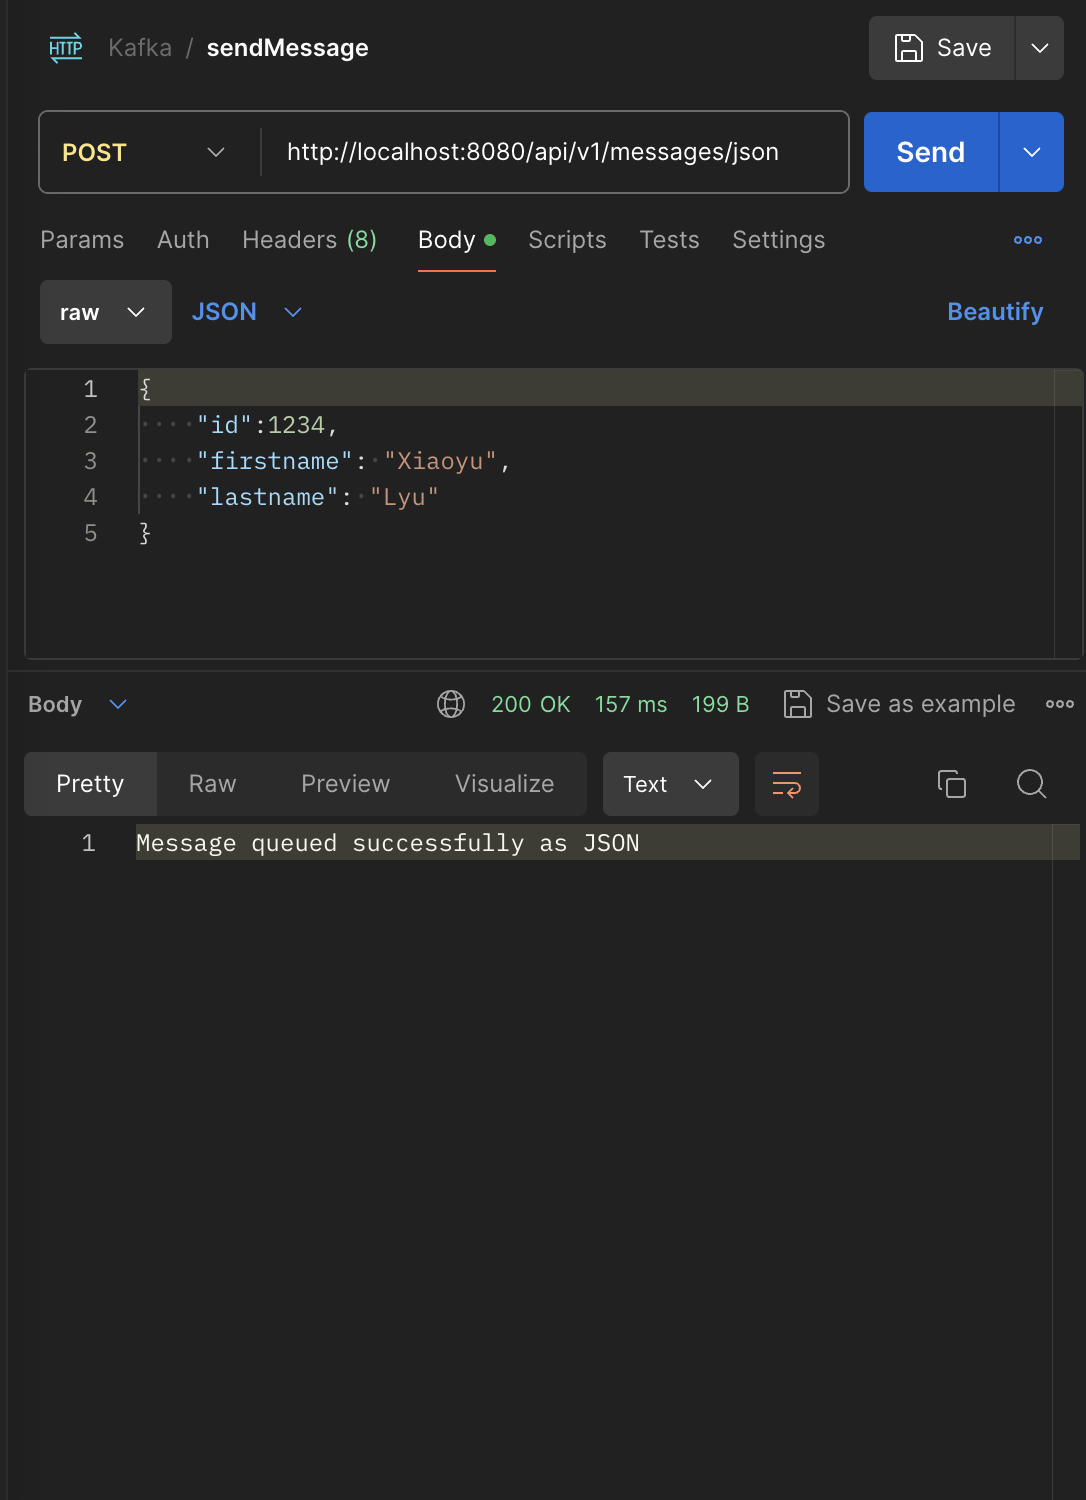 HTTP Kafka / sendMessage Save
POST http://localhost:8080/api/v1/messages/json Send
Params Auth Headers (8) Body Scripts Tests Settings
raw JSON Beautify
1 {
2 "id":1234,
3 "firstname": "Xiaoyu",
4 "lastname": "Lyu"
5 }
Body 200 OK 157 ms 199 B Save as example
Pretty Raw Preview Visualize Text
1 Message queued successfully as JSON